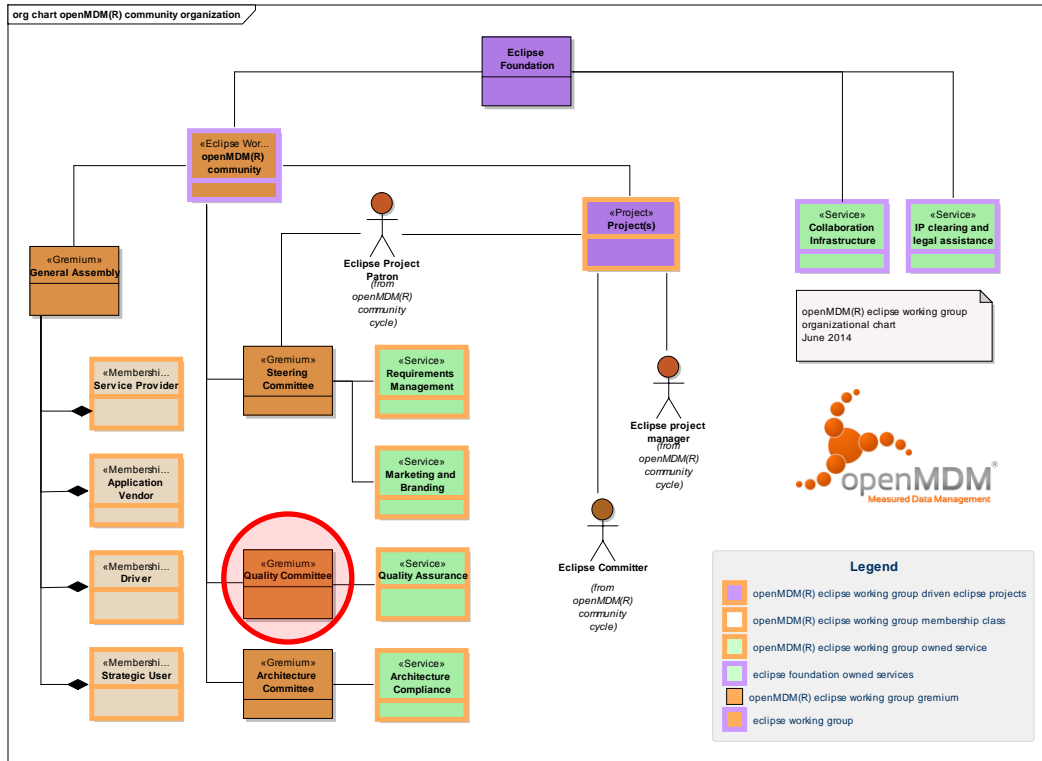 org chart openMDM(R) community organization
Eclipse
Foundation
«Eclipse Wor...
openMDM(R)
community
«Gremium»
General Assembly
Eclipse Project
Patron
(from
openMDM(R)
community
cycle)
«Project»
Project(s)
«Service»
Collaboration
Infrastructure
«Service»
IP clearing and
legal assistance
openMDM(R) eclipse working group
organizational chart
June 2014
«Membershi...
Service Provider
«Gremium»
Steering
Committee
«Service»
Requirements
Management
Eclipse project
manager
(from
openMDM(R)
community
cycle)
«Membershi...
Application
Vendor
«Service»
Marketing and
Branding
openMDM®
Measured Data Management
«Membershi...
Driver
«Gremium»
Quality Committee
«Service»
Quality Assurance
Eclipse Committer
(from
openMDM(R)
community
cycle)
«Membershi...
Strategic User
«Gremium»
Architecture
Committee
«Service»
Architecture
Compliance
Legend
openMDM(R) eclipse working group driven eclipse projects
openMDM(R) eclipse working group membership class
openMDM(R) eclipse working group owned service
eclipse foundation owned services
openMDM(R) eclipse working group gremium
eclipse working group